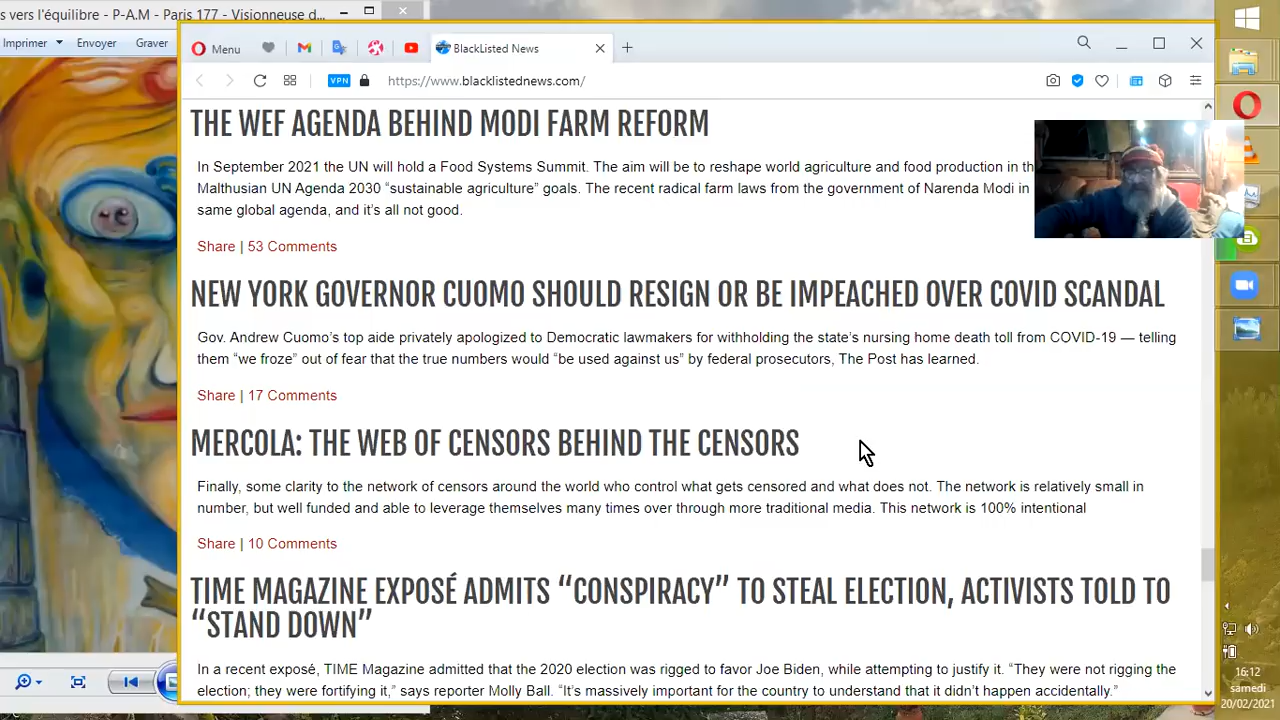 s vers l'équilibre - P-A.M - Paris 177 - Visionneuse d...
Imprimer Envoyer Graver
Menu
BlackListed News
VPN https://www.blacklistednews.com/
THE WEF AGENDA BEHIND MODI FARM REFORM
In September 2021 the UN will hold a Food Systems Summit. The aim will be to reshape world agriculture and food production in th
Malthusian UN Agenda 2030 “sustainable agriculture” goals. The recent radical farm laws from the government of Narenda Modi in
same global agenda, and it’s all not good.
Share | 53 Comments
NEW YORK GOVERNOR CUOMO SHOULD RESIGN OR BE IMPEACHED OVER COVID SCANDAL
Gov. Andrew Cuomo’s top aide privately apologized to Democratic lawmakers for withholding the state’s nursing home death toll from COVID-19 — telling
them “we froze” out of fear that the true numbers would “be used against us” by federal prosecutors, The Post has learned.
Share | 17 Comments
MERCOLA: THE WEB OF CENSORS BEHIND THE CENSORS
Finally, some clarity to the network of censors around the world who control what gets censored and what does not. The network is relatively small in
number, but well funded and able to leverage themselves many times over through more traditional media. This network is 100% intentional
Share | 10 Comments
TIME MAGAZINE EXPOSÉ ADMITS “CONSPIRACY” TO STEAL ELECTION, ACTIVISTS TOLD TO
“STAND DOWN”
In a recent exposé, TIME Magazine admitted that the 2020 election was rigged to favor Joe Biden, while attempting to justify it. “They were not rigging the
election; they were fortifying it,” says reporter Molly Ball. “It’s massively important for the country to understand that it didn’t happen accidentally.”
16:12
samedi
20/02/2021